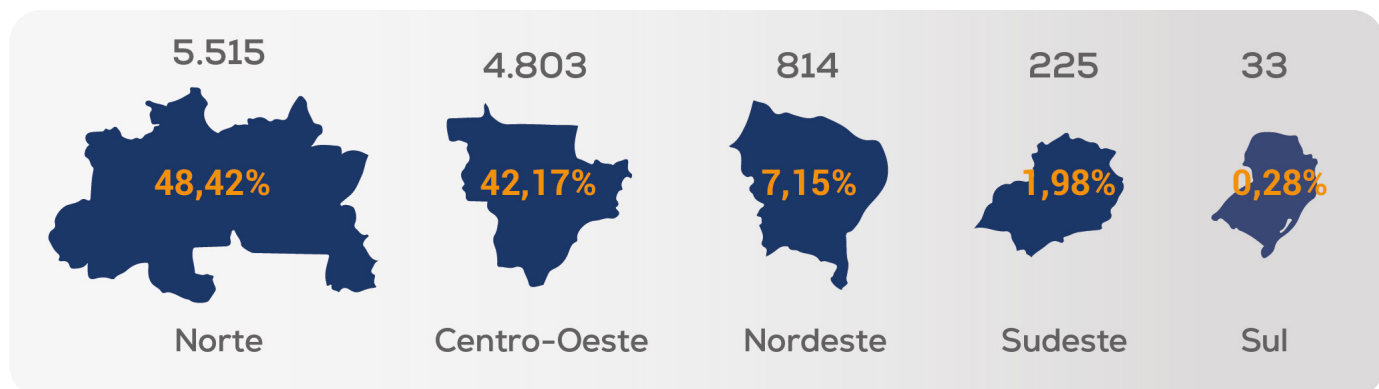 5.515
4.803
814
225
33
48,42%
42,17%
7,15%
1,98%
0,28%
Norte
Centro-Oeste
Nordeste
Sudeste
Sul